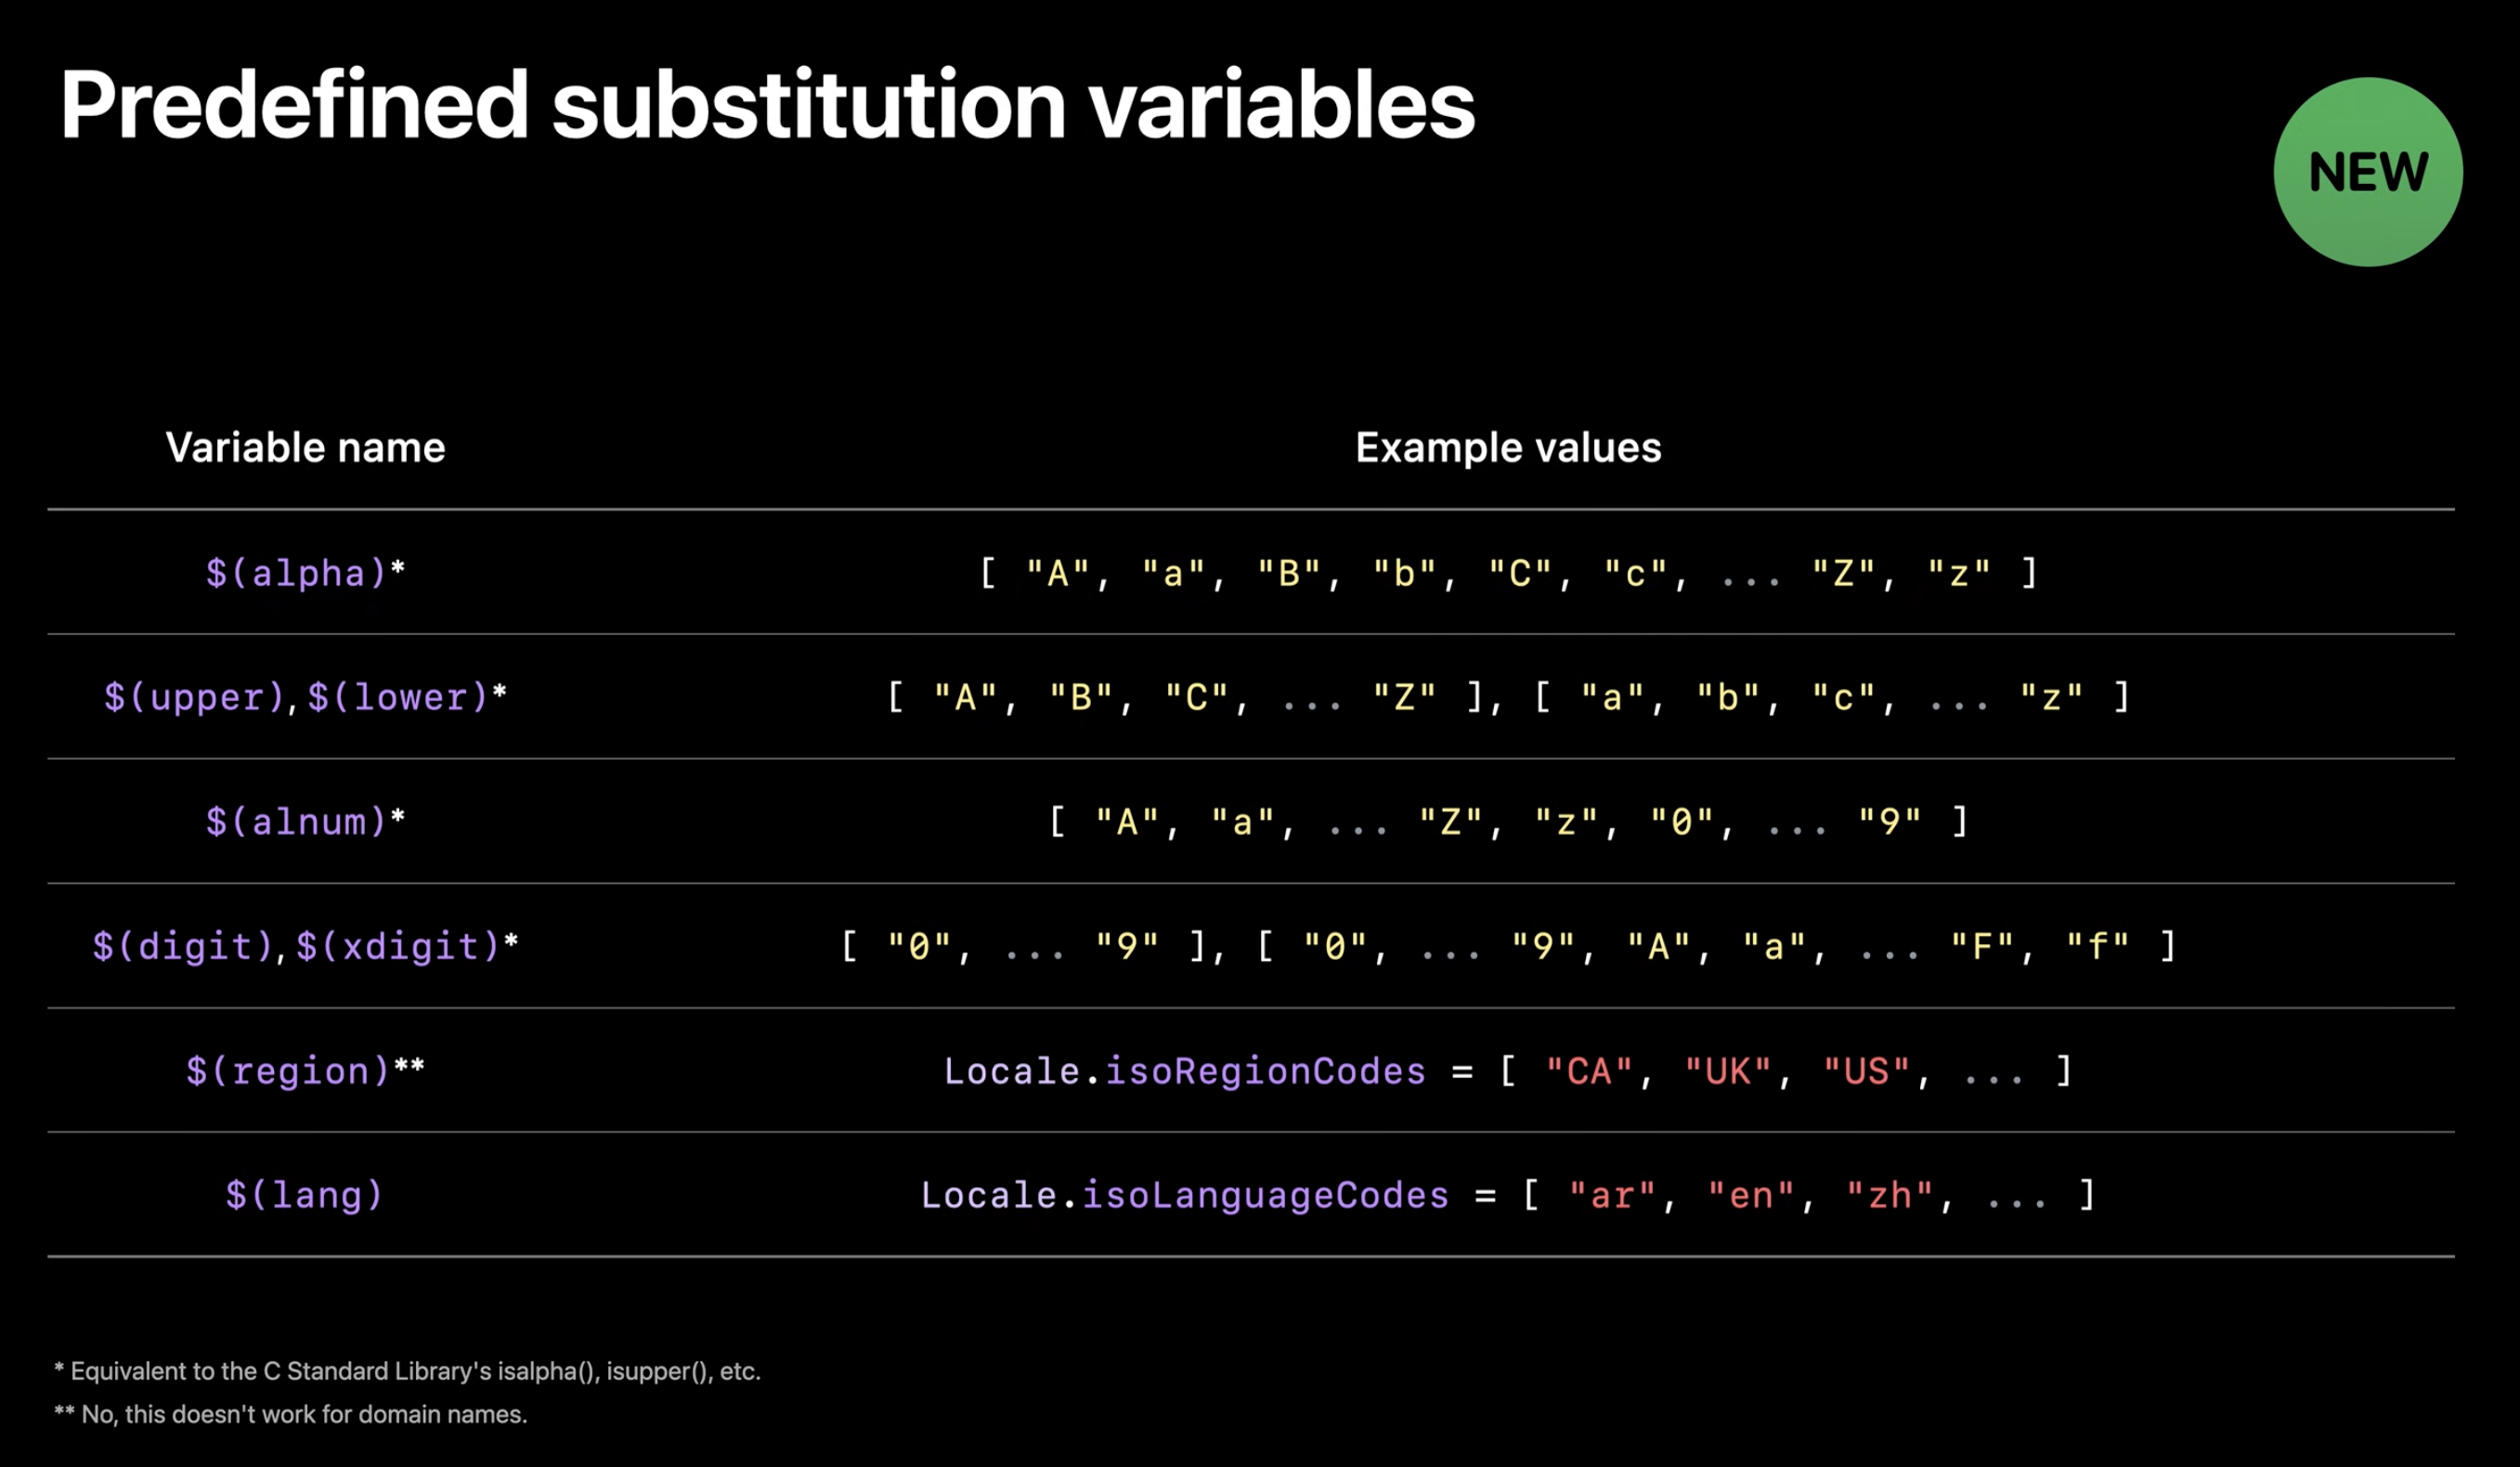 Predefined substitution variables
NEW
Variable name Example values
$(alpha)* [ "A", "a", "B", "b", "C", "c", ... "Z", "z" ]
$(upper),$(lower)* [ "A", "B", "C", ... "Z" ], [ "a", "b", "c", ... "z" ]
$(alnum)* [ "A", "a", ... "Z", "z", "0", ... "9" ]
$(digit),$(xdigit)* [ "0", ... "9" ], [ "0", ... "9", "A", "a", ... "F", "f" ]
$(region)** Locale.isoRegionCodes = [ "CA", "UK", "US", ... ]
$(lang) Locale.isoLanguageCodes = [ "ar", "en", "zh", ... ]
* Equivalent to the C Standard Library's isalpha(), isupper(), etc.
** No, this doesn't work for domain names.